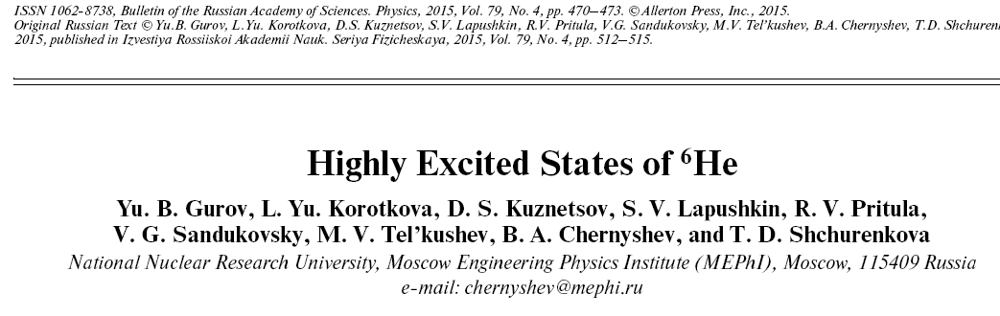 ISSN 1062-8738, Bulletin of the Russian Academy of Sciences. Physics, 2015, Vol. 79, No. 4, pp. 470–473. © Allerton Press, Inc., 2015.
Original Russian Text © Yu.B. Gurov, L.Yu. Korotkova, D.S. Kuznetsov, S.V. Lapushkin, R.V. Pritula, V.G. Sandukovsky, M.V. Tel'kushev, B.A. Chernyshev, T.D.
2015, published in Izvestiya Rossiiskoi Akademii Nauk. Seriya Fizicheskaya, 2015, Vol. 79, No. 4, pp. 512–515.
Highly Excited States of ⁶He
Yu. B. Gurov, L. Yu. Korotkova, D. S. Kuznetsov, S. V. Lapushkin, R. V. Pritula,
V. G. Sandukovsky, M. V. Tel'kushev, B. A. Chernyshev, and T. D. Shchurenkova
National Nuclear Research University, Moscow Engineering Physics Institute (MEPhI), Moscow, 115409 Russia
e-mail: chernyshev@mephi.ru